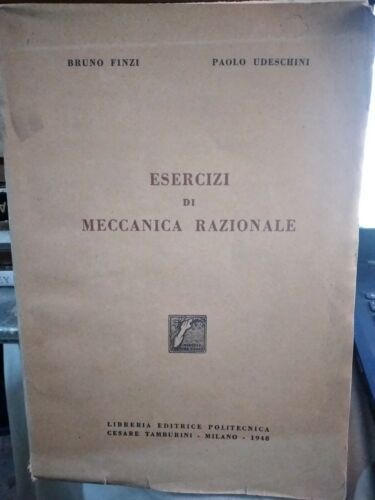 BRUNO FINZI
PAOLO UDESCHINI
ESERCIZI
DI
MECCANICA RAZIONALE
LIBRERIA EDITRICE POLITECNICA
CESARE TAMBURINI - MILANO - 1948